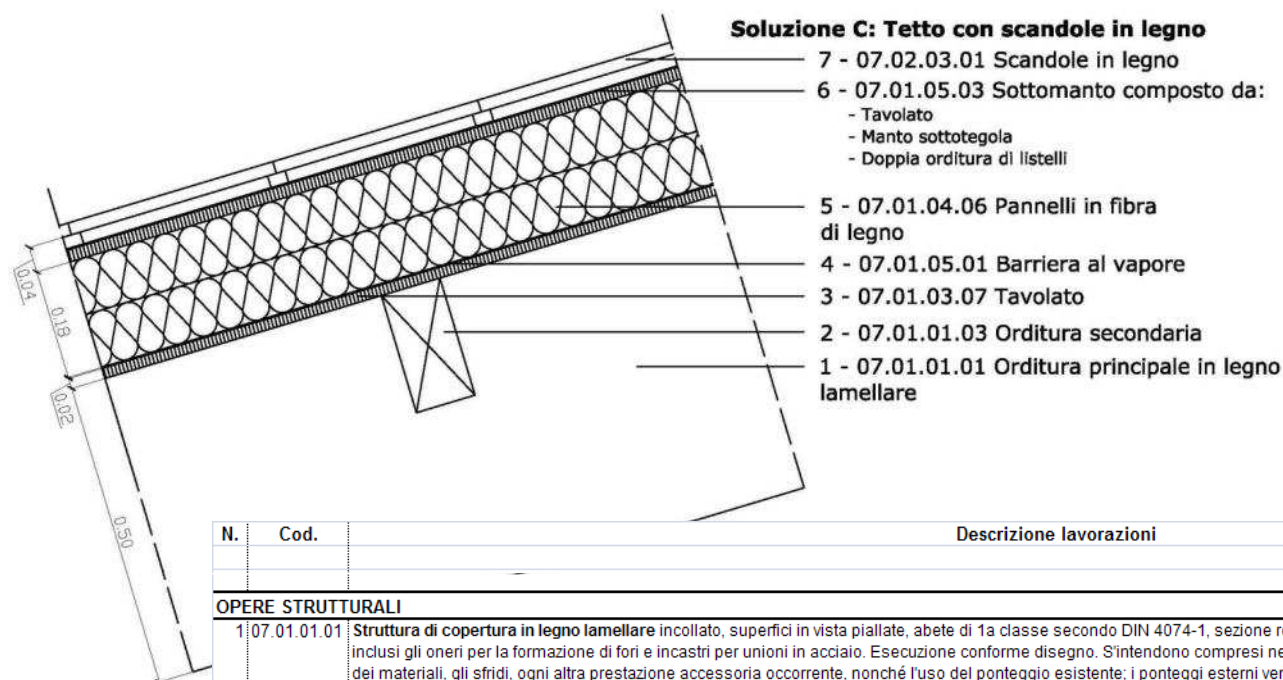 Soluzione C: Tetto con scandole in legno
7 - 07.02.03.01 Scandole in legno
6 - 07.01.05.03 Sottomanto composto da:
- Tavolato
- Manto sottotegola
- Doppia orditura di listelli
5 - 07.01.04.06 Pannelli in fibra
di legno
4 - 07.01.05.01 Barriera al vapore
3 - 07.01.03.07 Tavolato
2 - 07.01.01.03 Orditura secondaria
1 - 07.01.01.01 Orditura principale in legno
lamellare
0.04
0.18
0.02
0.50
N. Cod. Descrizione lavorazioni
OPERE STRUTTURALI
1 07.01.01.01 Struttura di copertura in legno lamellare incollato, superfici in vista piallate, abete di 1a classe secondo DIN 4074-1, sezione
inclusi gli oneri per la formazione di fori e incastri per unioni in acciaio. Esecuzione conforme disegno. S'intendono compresi
dei materiali, gli sfridi, ogni altra prestazione accessoria occorrente, nonché l'uso del ponteggio esistente; i ponteggi esterni